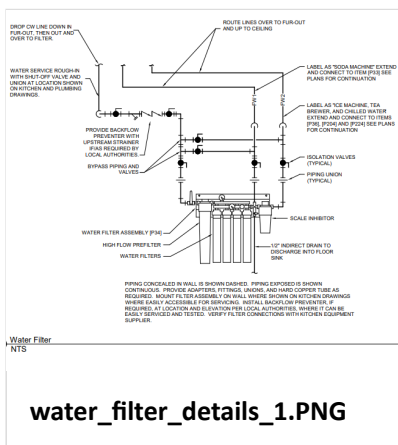 DROP CW LINE DOWN IN
FUR-OUT, THEN OUT AND
OVER TO FILTER.
ROUTE LINES OVER TO FUR-OUT
AND UP TO CEILING
WATER SERVICE ROUGH-IN
WITH SHUT-OFF VALVE AND
UNION AT LOCATION SHOWN
ON KITCHEN AND PLUMBING
DRAWINGS.
LABEL AS "SODA MACHINE" EXTEND
AND CONNECT TO ITEM [P33] SEE
PLANS FOR CONTINUATION
FW1
FW2
LABEL AS "ICE MACHINE, TEA
BREWER, AND CHILLED WATER
EXTEND AND CONNECT TO ITEMS
[P36], [P204] AND [P224] SEE PLANS
FOR CONTINUATION
PROVIDE BACKFLOW
PREVENTER WITH
UPSTREAM STRAINER
IF/AS REQUIRED BY
LOCAL AUTHORITIES
BYPASS PIPING AND
VALVES
ISOLATION VALVES
(TYPICAL)
PIPING UNION
(TYPICAL)
WATER FILTER ASSEMBLY [P34]
HIGH FLOW PREFILTER
WATER FILTERS
SCALE INHIBITOR
1/2" INDIRECT DRAIN TO
DISCHARGE INTO FLOOR
SINK
PIPING CONCEALED IN WALL IS SHOWN DASHED. PIPING EXPOSED IS SHOWN
CONTINUOUS. PROVIDE ADAPTERS, FITTINGS, UNIONS, AND HARD COPPER TUBE AS
REQUIRED. MOUNT FILTER ASSEMBLY ON WALL WHERE SHOWN ON KITCHEN DRAWINGS
WHERE EASILY ACCESSIBLE FOR SERVICING. INSTALL BACKFLOW PREVENTER, IF
REQUIRED, AT LOCATION AND ELEVATION PER LOCAL AUTHORITIES, WHERE IT CAN BE
EASILY SERVICED AND TESTED. VERIFY FILTER CONNECTIONS WITH KITCHEN EQUIPMENT
SUPPLIER.
Water Filter
NTS
water_filter_details_1.PNG